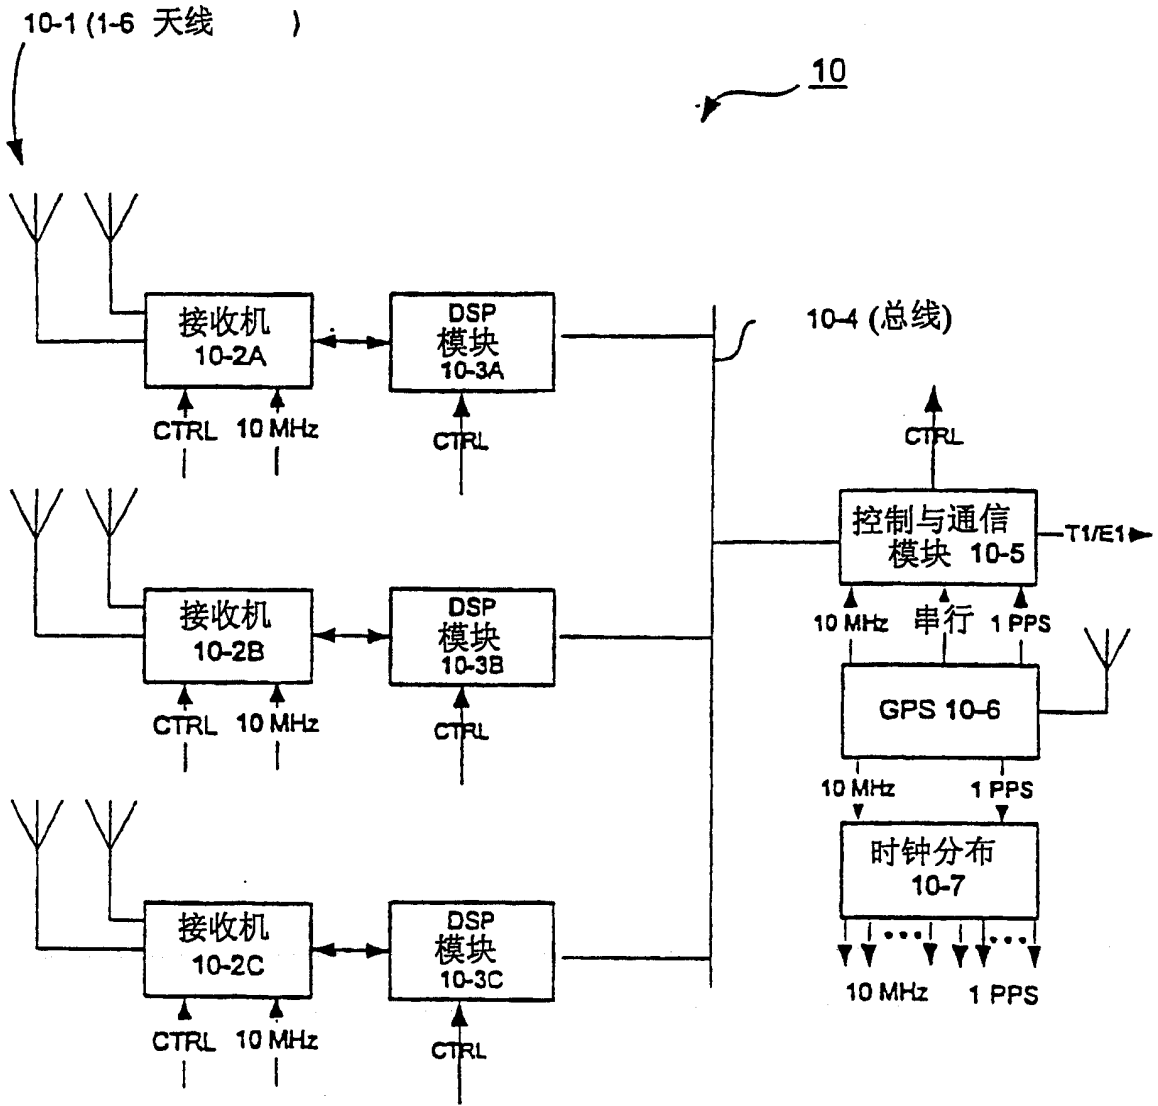 10-1 (1-6 天线 )
10
接收机
10-2A
DSP
模块
10-3A
10-4 (总线)
CTRL 10 MHz
CTRL
CTRL
控制与通信
模块 10-5
T1/E1
接收机
10-2B
DSP
模块
10-3B
10 MHz 串行 1 PPS
CTRL 10 MHz
CTRL
GPS 10-6
10 MHz 1 PPS
时钟分布
10-7
接收机
10-2C
DSP
模块
10-3C
10 MHz 1 PPS
CTRL 10 MHz
CTRL